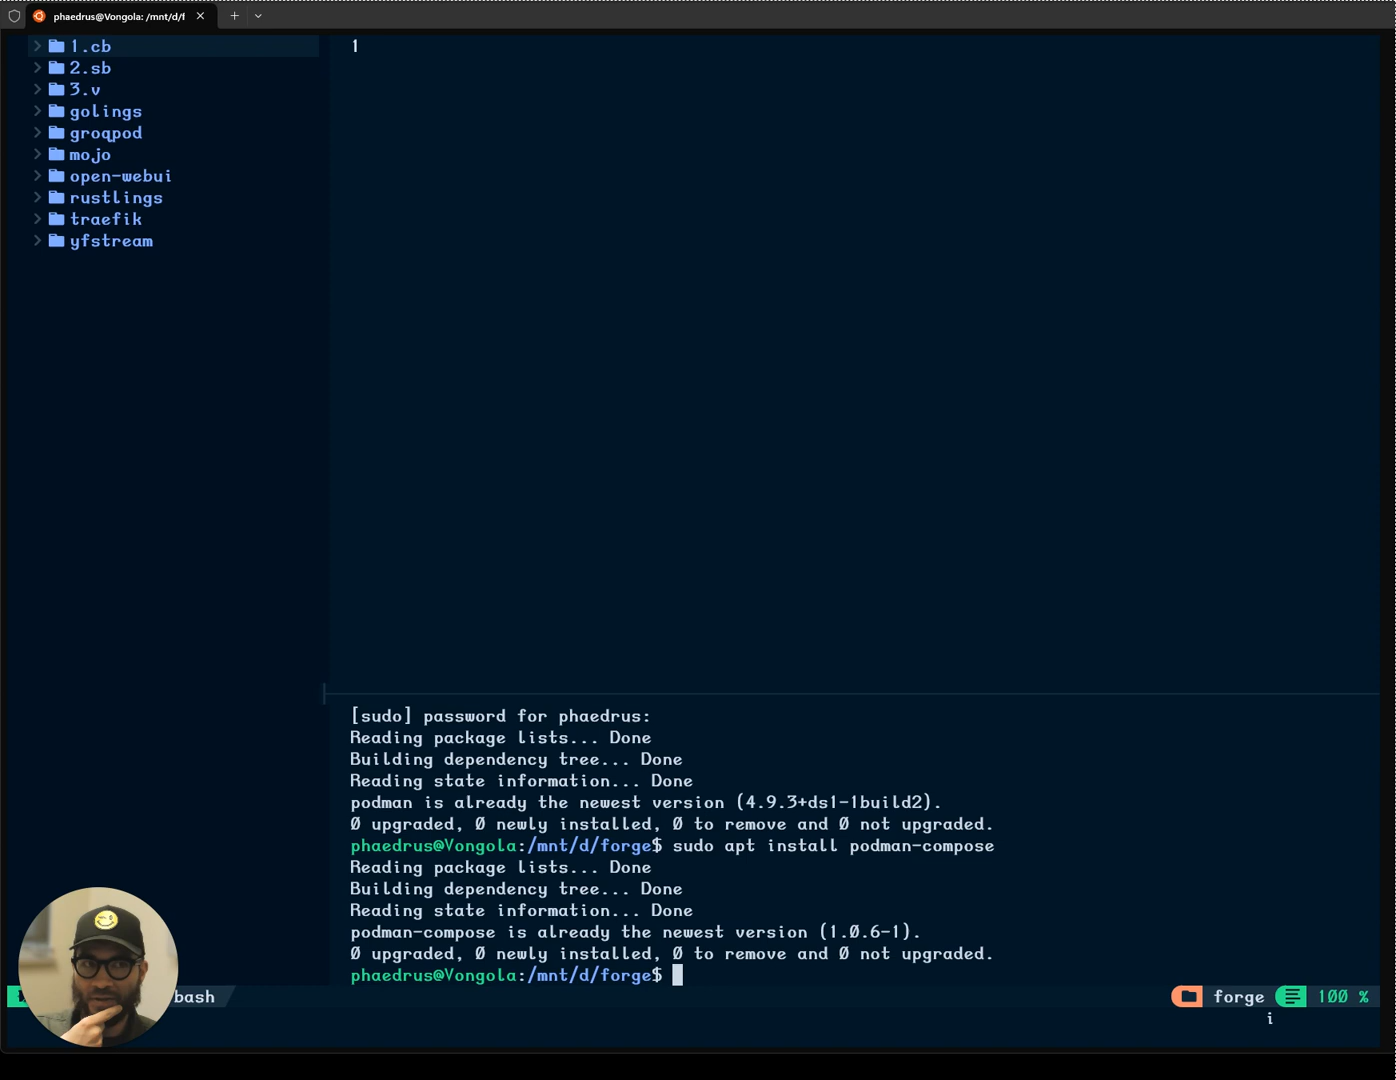 phaedrus@Vongola: /mnt/d/f
1.cb
2.sb
3.v
golings
groqpod
mojo
open-webui
rustlings
traefik
yfstream
1
[sudo] password for phaedrus:
Reading package lists... Done
Building dependency tree... Done
Reading state information... Done
podman is already the newest version (4.9.3+ds1-1build2).
0 upgraded, 0 newly installed, 0 to remove and 0 not upgraded.
phaedrus@Vongola:/mnt/d/forge$ sudo apt install podman-compose
Reading package lists... Done
Building dependency tree... Done
Reading state information... Done
podman-compose is already the newest version (1.0.6-1).
0 upgraded, 0 newly installed, 0 to remove and 0 not upgraded.
phaedrus@Vongola:/mnt/d/forge$
bash
forge 100 %
i